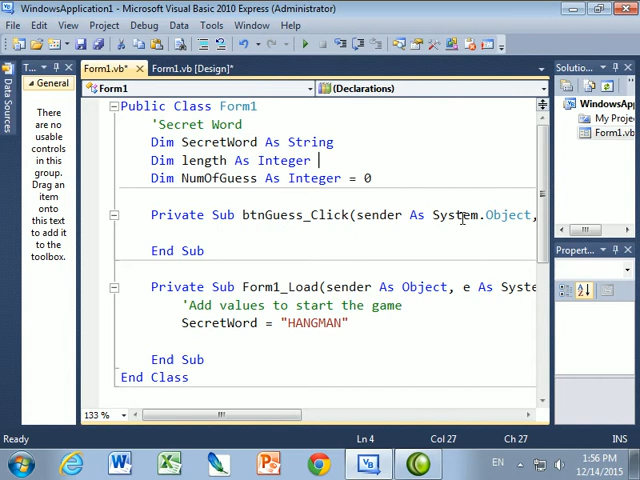 WindowsApplication1 - Microsoft Visual Basic 2010 Express (Administrator)
File Edit View Project Debug Data Tools Window Help
T...
Form1.vb*
Form1.vb [Design]*
Solutio...
General
Form1
(Declarations)
Data Sources
There are no usable controls in this group. Drag an item onto this text to add it to the toolbox.
Public Class Form1
'Secret Word
Dim SecretWord As String
Dim length As Integer
Dim NumOfGuess As Integer = 0
Private Sub btnGuess_Click(sender As System.Object,
End Sub
Private Sub Form1_Load(sender As Object, e As Syste
'Add values to start the game
SecretWord = "HANGMAN"
End Sub
End Class
WindowsAp
My Proje
Form1.vb
Propert...
133 %
Ready
Ln 4
Col 27
Ch 27
INS
EN
1:56 PM
12/14/2015